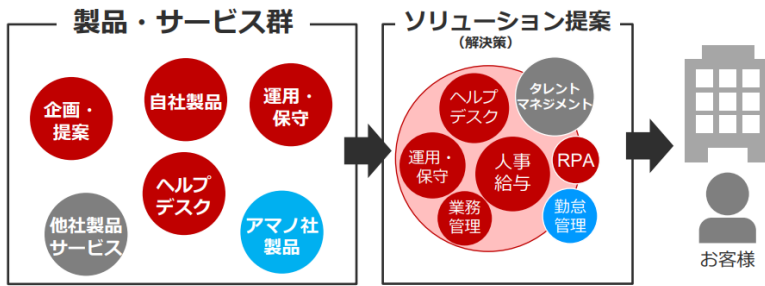 製品・サービス群
企画・
提案
自社製品
運用・
保守
ヘルプ
デスク
他社製品
サービス
アマノ社
製品
ソリューション提案
(解決策)
ヘルプ
デスク
タレント
マネジメント
運用・
保守
人事
給与
RPA
業務
管理
勤怠
管理
お客様